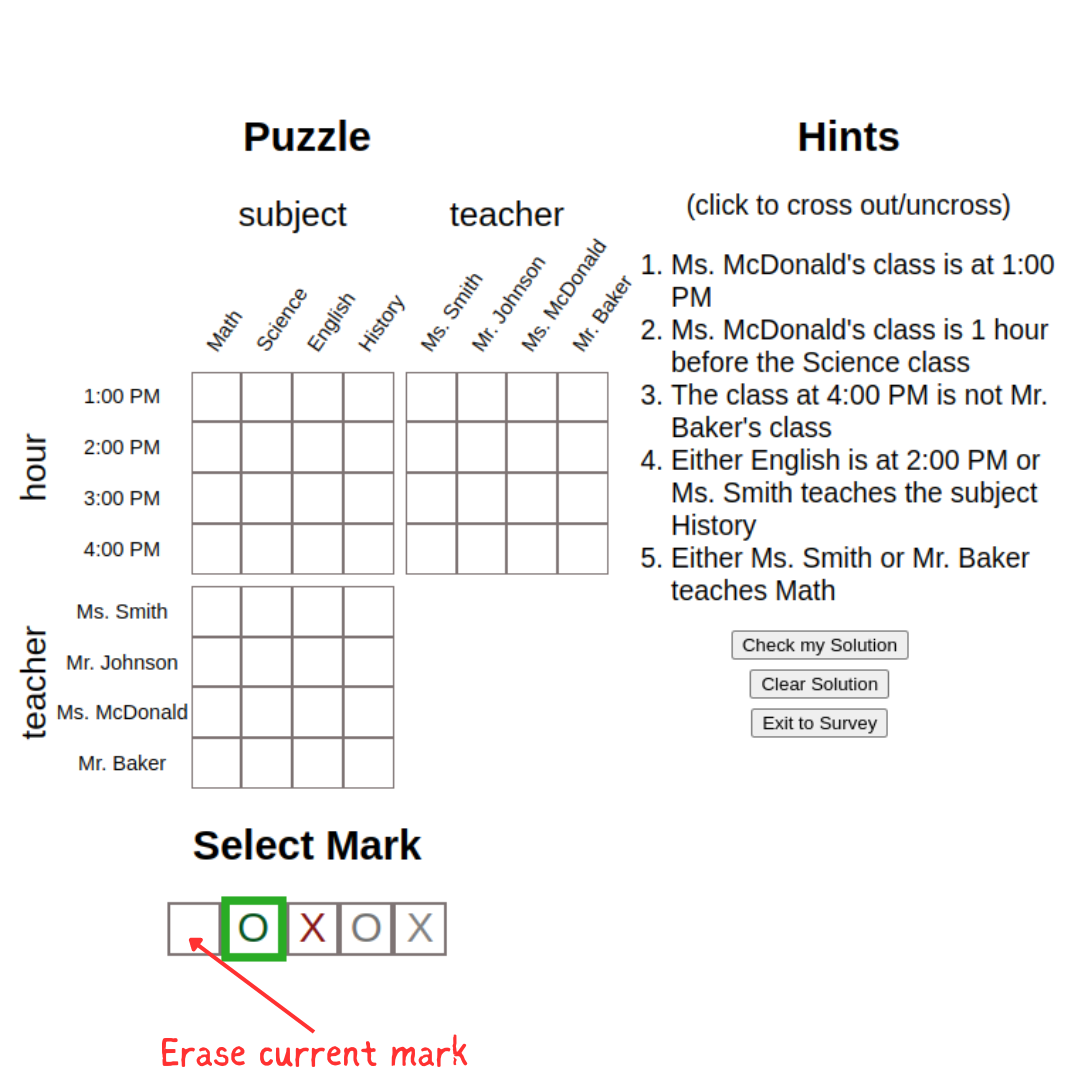 Puzzle
Hints
subject
teacher
(click to cross out/uncross)
Math
Science
English
History
Ms. Smith
Mr. Johnson
Ms. McDonald
Mr. Baker
hour
1:00 PM
2:00 PM
3:00 PM
4:00 PM
teacher
Ms. Smith
Mr. Johnson
Ms. McDonald
Mr. Baker
1. Ms. McDonald's class is at 1:00
PM
2. Ms. McDonald's class is 1 hour
before the Science class
3. The class at 4:00 PM is not Mr.
Baker's class
4. Either English is at 2:00 PM or
Ms. Smith teaches the subject
History
5. Either Ms. Smith or Mr. Baker
teaches Math
Check my Solution
Clear Solution
Exit to Survey
Select Mark
O X O X
Erase current mark